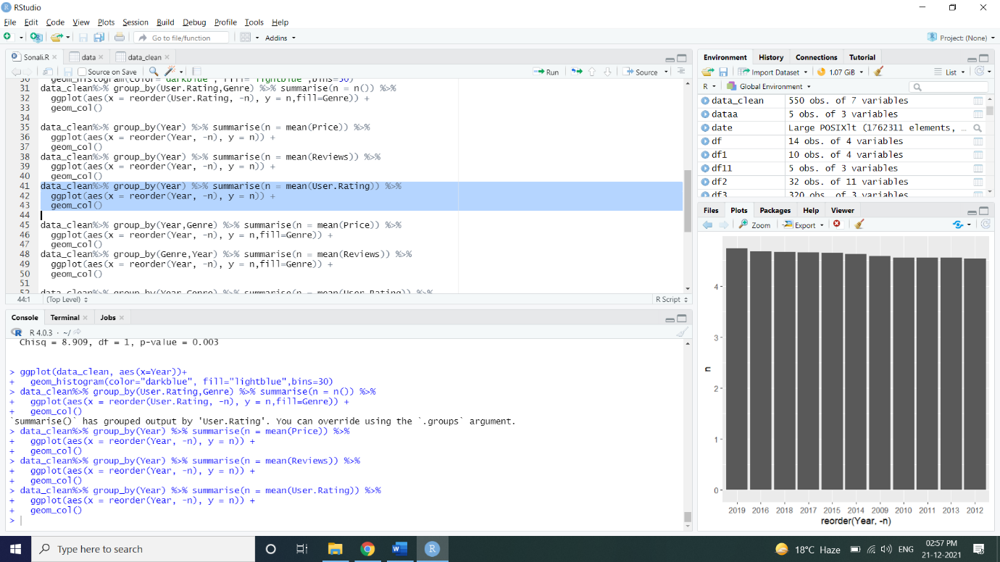 RStudio
File Edit Code View Plots Session Build Debug Profile Tools Help
Go to file/function Addins Project: (None)
Sonali.R data data_clean
Source on Save Run Source
31 data_clean%>% group_by(User.Rating,Genre) %>% summarise(n = n()) %>%
32 ggplot(aes(x = reorder(User.Rating, -n), y = n,fill=Genre)) +
33 geom_col()
34
35 data_clean%>% group_by(Year) %>% summarise(n = mean(Price)) %>%
36 ggplot(aes(x = reorder(Year, -n), y = n)) +
37 geom_col()
38 data_clean%>% group_by(Year) %>% summarise(n = mean(Reviews)) %>%
39 ggplot(aes(x = reorder(Year, -n), y = n)) +
40 geom_col()
41 data_clean%>% group_by(Year) %>% summarise(n = mean(User.Rating)) %>%
42 ggplot(aes(x = reorder(Year, -n), y = n)) +
43 geom_col()
44
45 data_clean%>% group_by(Year,Genre) %>% summarise(n = mean(Price)) %>%
46 ggplot(aes(x = reorder(Year, -n), y = n,fill=Genre)) +
47 geom_col()
48 data_clean%>% group_by(Genre,Year) %>% summarise(n = mean(Reviews)) %>%
49 ggplot(aes(x = reorder(Year, -n), y = n,fill=Genre)) +
50 geom_col()
51
52 data_clean%>% group_by(Year,Genre) %>% summarise(n = mean(User.Rating)) %>%
44:1 (Top Level) R Script
Console Terminal Jobs
R 4.0.3 · ~/
Chisq = 8.909, df = 1, p-value = 0.003
> ggplot(data_clean, aes(x=Year))+
+ geom_histogram(color="darkblue", fill="lightblue",bins=30)
> data_clean%>% group_by(User.Rating,Genre) %>% summarise(n = n()) %>%
+ ggplot(aes(x = reorder(User.Rating, -n), y = n,fill=Genre)) +
+ geom_col()
`summarise()` has grouped output by 'User.Rating'. You can override using the `.groups` argument.
> data_clean%>% group_by(Year) %>% summarise(n = mean(Price)) %>%
+ ggplot(aes(x = reorder(Year, -n), y = n)) +
+ geom_col()
> data_clean%>% group_by(Year) %>% summarise(n = mean(Reviews)) %>%
+ ggplot(aes(x = reorder(Year, -n), y = n)) +
+ geom_col()
> data_clean%>% group_by(Year) %>% summarise(n = mean(User.Rating)) %>%
+ ggplot(aes(x = reorder(Year, -n), y = n)) +
+ geom_col()
>
Environment History Connections Tutorial
Import Dataset 1.07 GiB List
R Global Environment
data_clean 550 obs. of 7 variables
dataa 5 obs. of 3 variables
date Large POSIXlt (1762311 elements, …
df 14 obs. of 4 variables
df1 10 obs. of 4 variables
df11 5 obs. of 3 variables
df2 32 obs. of 11 variables
df3 320 obs. of 3 variables
Files Plots Packages Help Viewer
Zoom Export
4
3
n
2
1
0
2019 2016 2018 2017 2015 2014 2009 2010 2011 2013 2012
reorder(Year, -n)
Type here to search
18°C Haze ENG 02:57 PM
21-12-2021